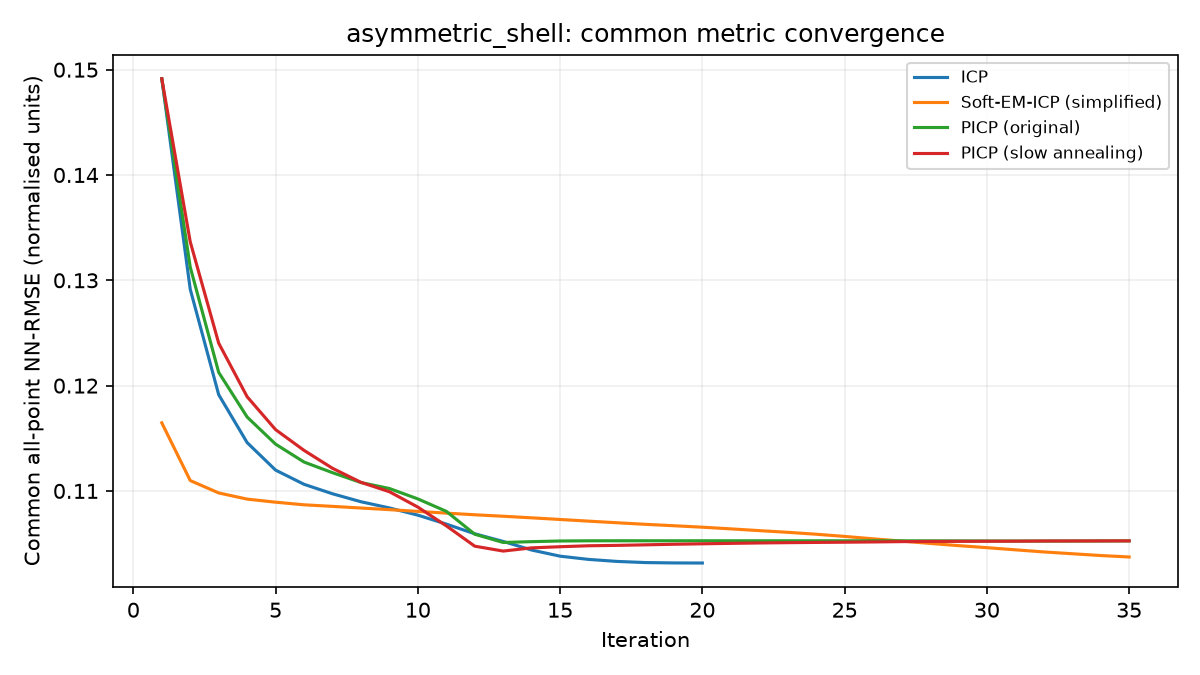 asymmetric_shell: common metric convergence
Common all-point NN-RMSE (normalised units)
0.15
0.14
0.13
0.12
0.11
ICP
Soft-EM-ICP (simplified)
PICP (original)
PICP (slow annealing)
0 5 10 15 20 25 30 35
Iteration